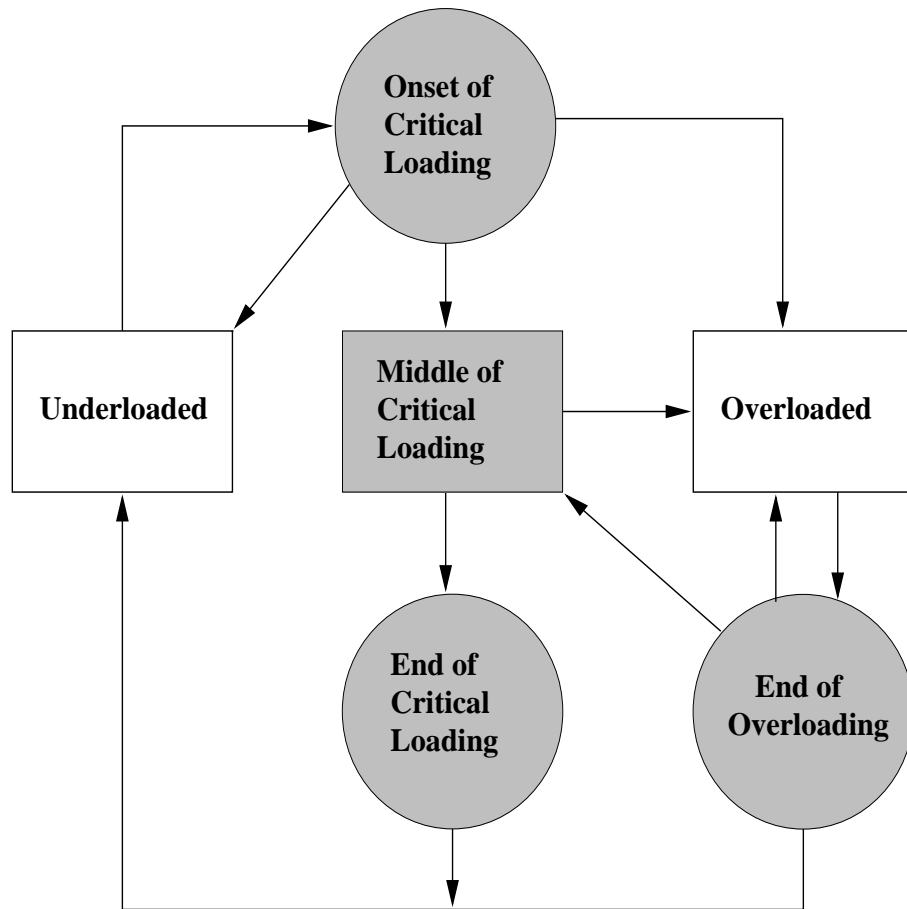 Onset of
Critical
Loading
Underloaded
Middle of
Critical
Loading
Overloaded
End of
Critical
Loading
End of
Overloading